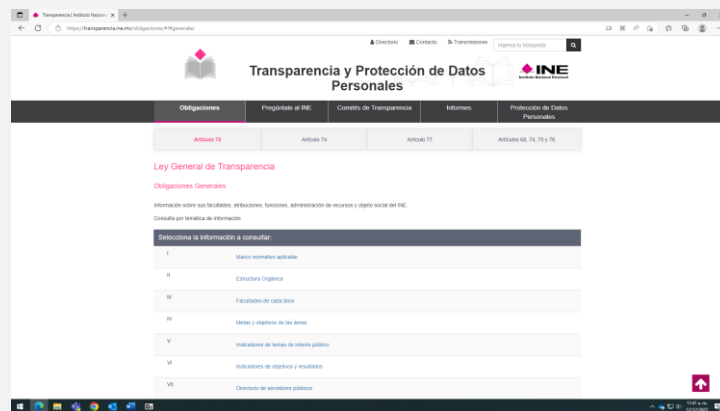 Transparencia | Instituto Nacion
https://transparencia.ine.mx/obligaciones/#!#generales
Directorio
Contacto
Transmisiones
Ingresa tu búsqueda
Transparencia y Protección de Datos
Personales
INE
Instituto Nacional Electoral
Obligaciones
Pregúntale al INE
Comités de Transparencia
Informes
Protección de Datos
Personales
Artículo 70
Artículo 74
Artículo 77
Artículos 68, 74, 75 y 76
Ley General de Transparencia
Obligaciones Generales
Información sobre sus facultades, atribuciones, funciones, administración de recursos y objeto social del INE.
Consulta por temática de información
Selecciona la información a consultar:
I
Marco normativo aplicable
II
Estructura Orgánica
III
Facultades de cada área
IV
Metas y objetivos de las áreas
V
Indicadores de temas de interés público
VI
Indicadores de objetivos y resultados
VII
Directorio de servidores públicos
11:41 a. m.